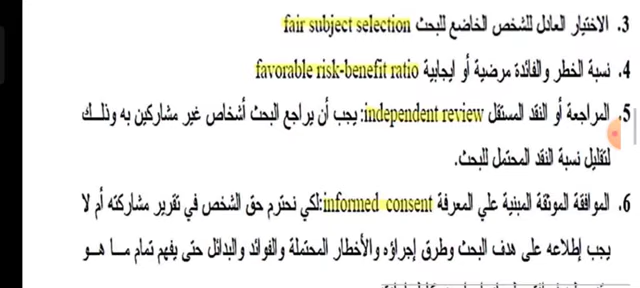 3. الاختيار العادل للشخص الخاضع للبحث fair subject selection
4. نسبة الخطر والفائدة مرضية أو ايجابية favorable risk-benefit ratio
5. المراجعة أو النقد المستقل independent review: يجب أن يراجع البحث أشخاص غير مشاركين به وذلك
لتقليل نسبة النقد المحتمل للبحث.
6. الموافقة الموثقة المبنية علي المعرفة informed consent:لكي نحترم حق الشخص في تقرير مشاركته أم لا
يجب إطلاعه على هدف البحث وطرق إجراؤه والأخطار المحتملة والفوائد والبدائل حتى يفهم تمام ما هو